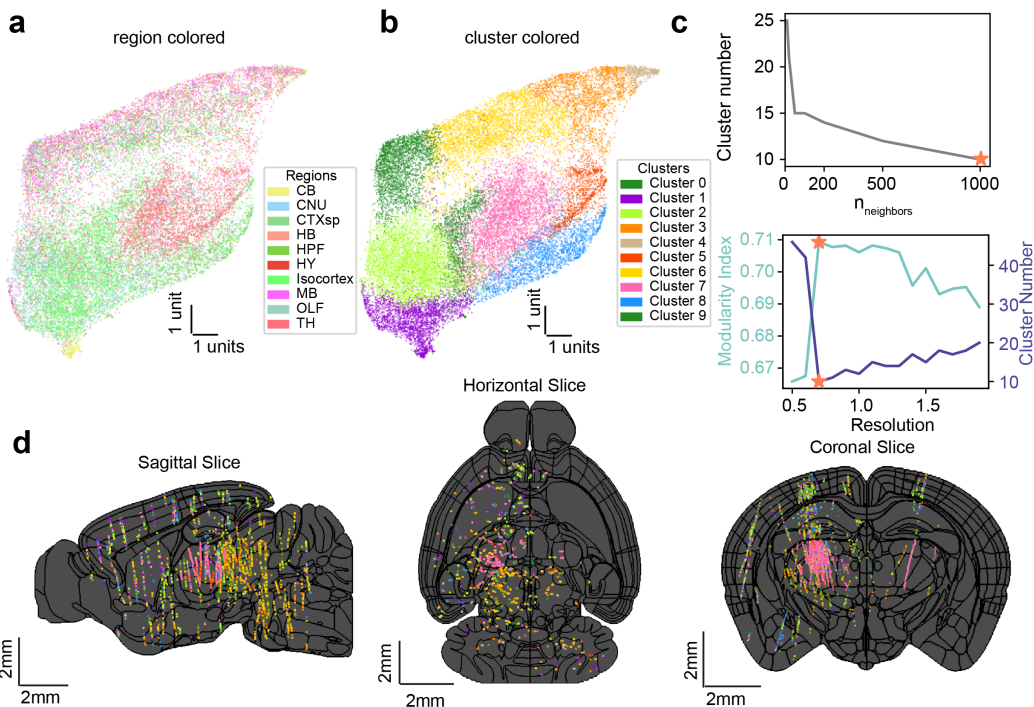 a
region colored
Regions
CB
CNU
CTXsp
HB
HPF
HY
Isocortex
MB
OLF
TH
1 unit
1 units
b
cluster colored
Clusters
Cluster 0
Cluster 1
Cluster 2
Cluster 3
Cluster 4
Cluster 5
Cluster 6
Cluster 7
Cluster 8
Cluster 9
1 unit
1 units
c
Cluster number
25
20
15
10
0 200 500 1000
nneighbors
Modularity Index
0.71
0.70
0.69
0.68
0.67
Cluster Number
40
30
20
10
0.5 1.0 1.5
Resolution
d
Sagittal Slice
2mm
2mm
Horizontal Slice
2mm
2mm
Coronal Slice
2mm
2mm